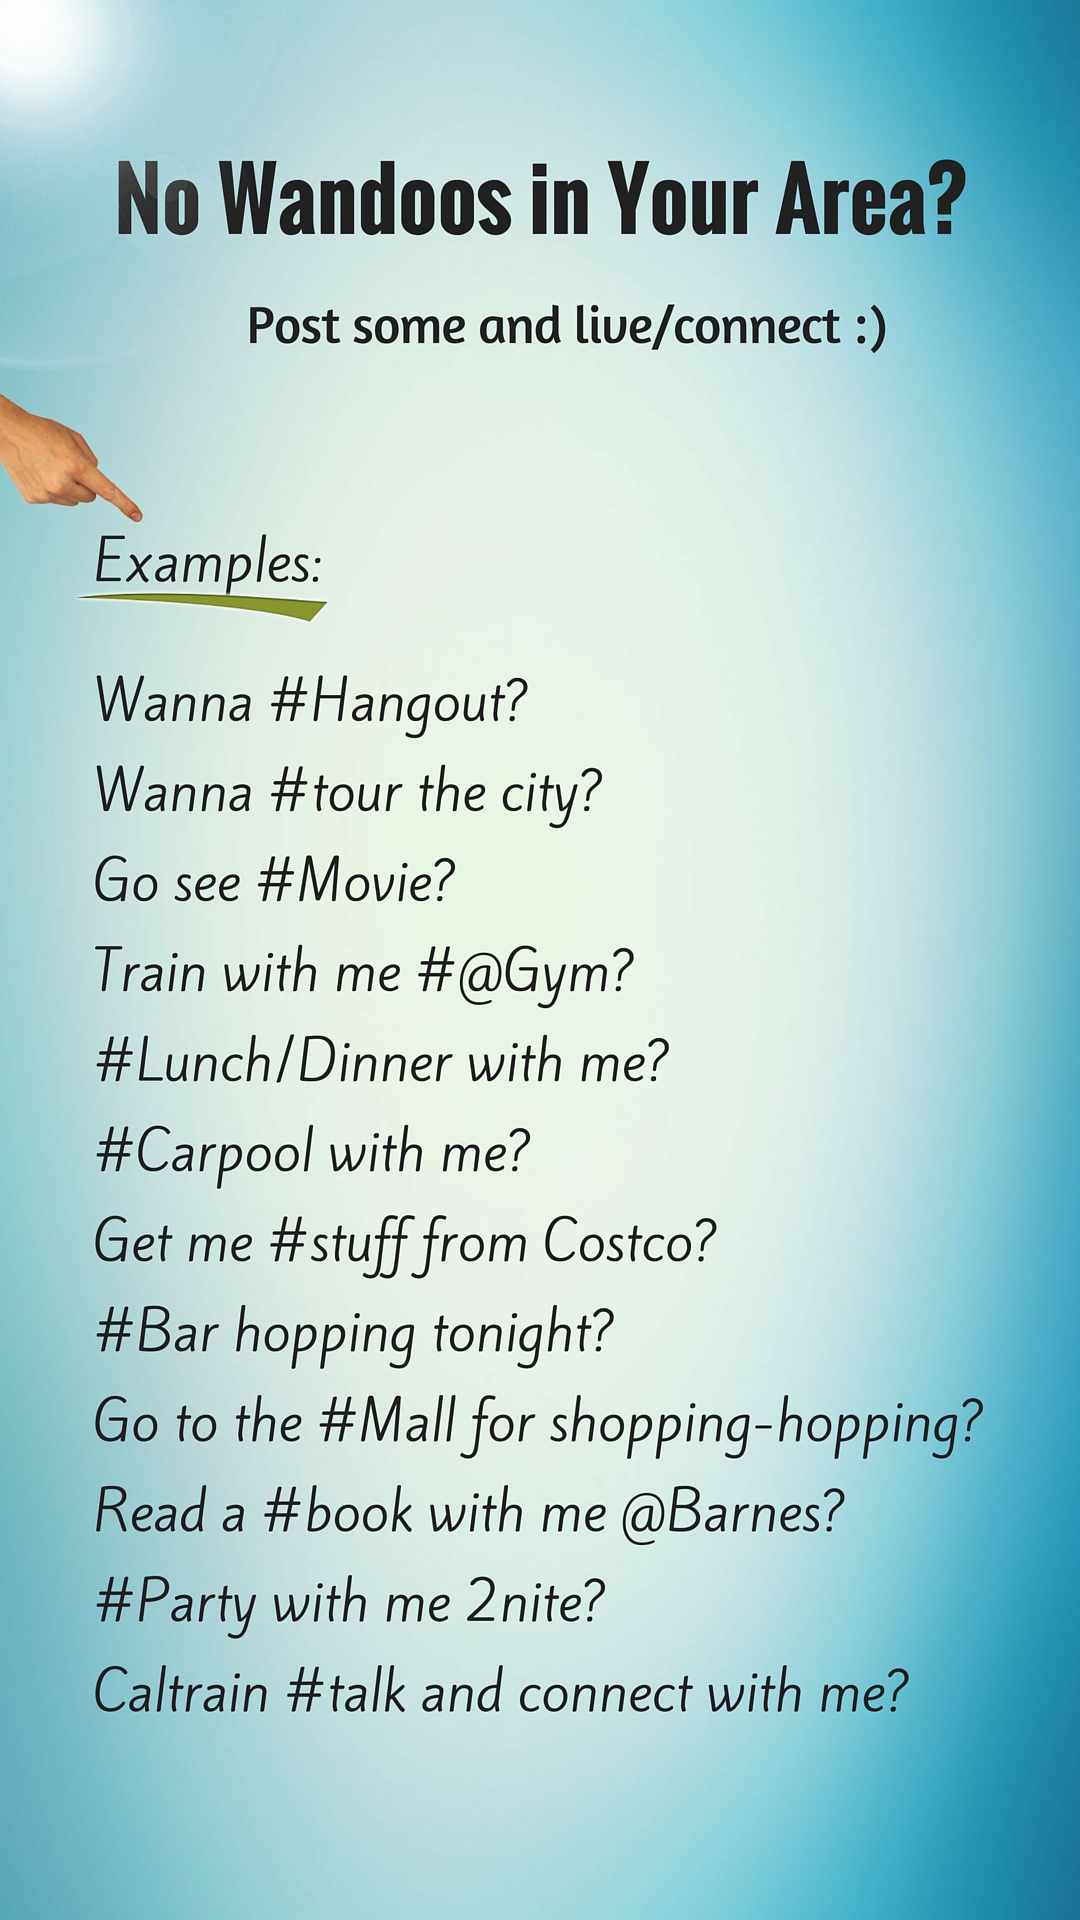 No Wandoos in Your Area?
Post some and live/connect :)
Examples:
Wanna #Hangout?
Wanna #tour the city?
Go see #Movie?
Train with me #@Gym?
#Lunch/Dinner with me?
#Carpool with me?
Get me #stuff from Costco?
#Bar hopping tonight?
Go to the #Mall for shopping-hopping?
Read a #book with me @Barnes?
#Party with me 2nite?
Caltrain #talk and connect with me?